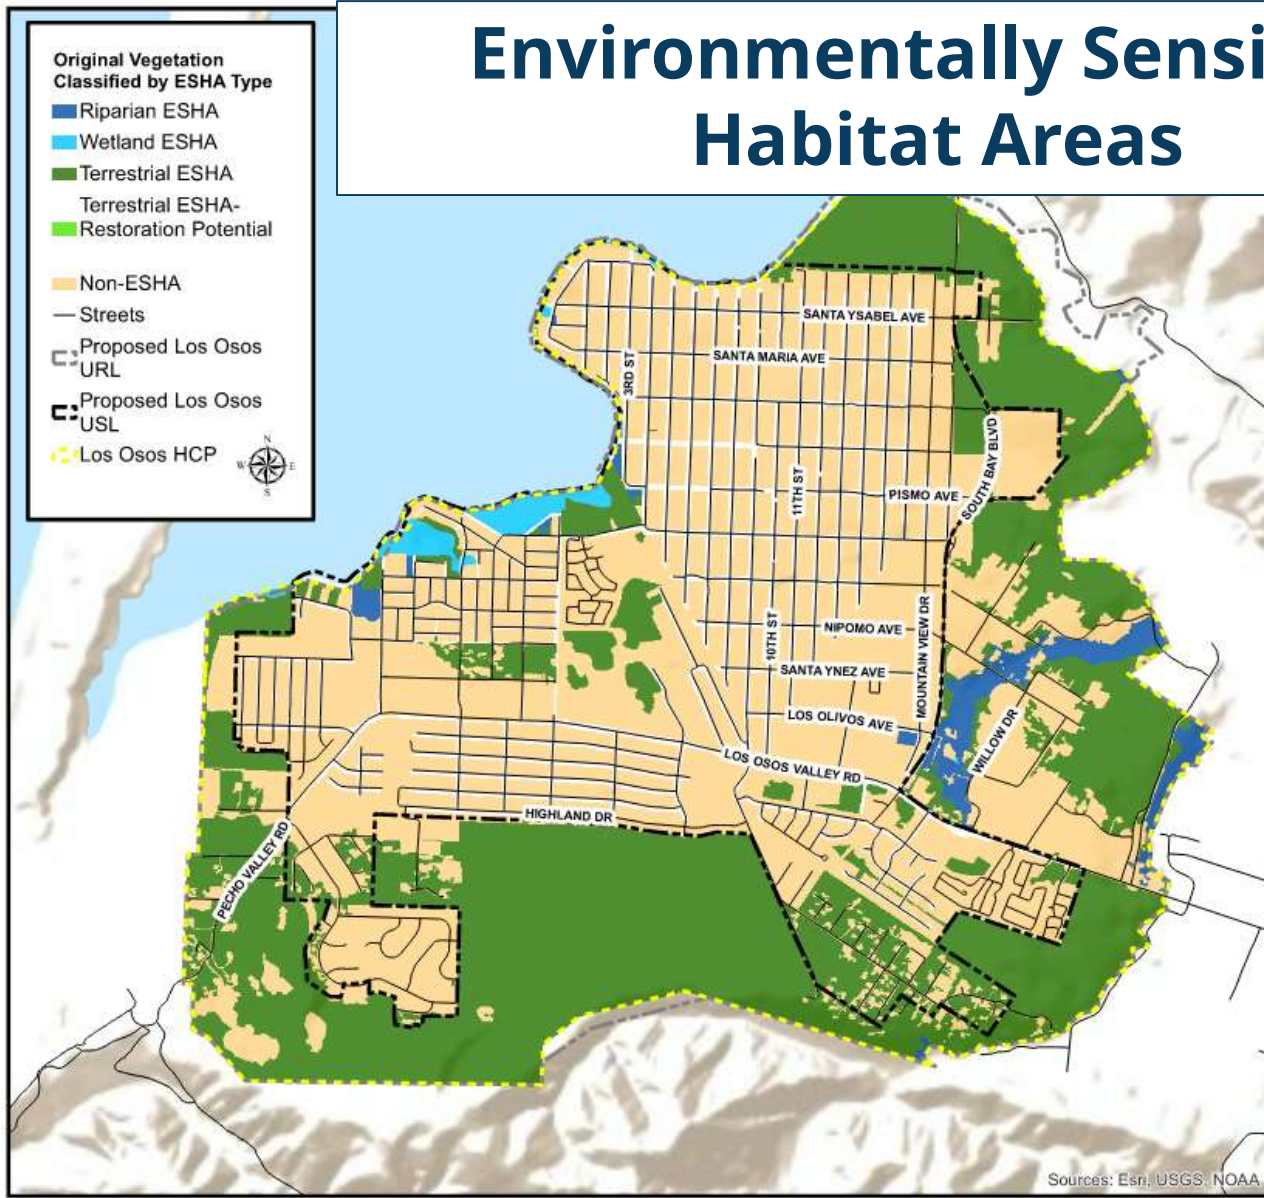 Environmentally Sensi
Habitat Areas
Original Vegetation
Classified by ESHA Type
Riparian ESHA
Wetland ESHA
Terrestrial ESHA
Terrestrial ESHA-
Restoration Potential
Non-ESHA
Streets
Proposed Los Osos
URL
Proposed Los Osos
USL
Los Osos HCP
N
W E
S
SANTA YSABEL AVE
SANTA MARIA AVE
3RD ST
SOUTH BAY BLVD
11TH ST
PISMO AVE
10TH ST
NIPOMO AVE
MOUNTAIN VIEW DR
SANTA YNEZ AVE
LOS OLIVOS AVE
WILLOW DR
LOS OSOS VALLEY RD
HIGHLAND DR
PECHO VALLEY RD
Sources: Esri, USGS, NOAA